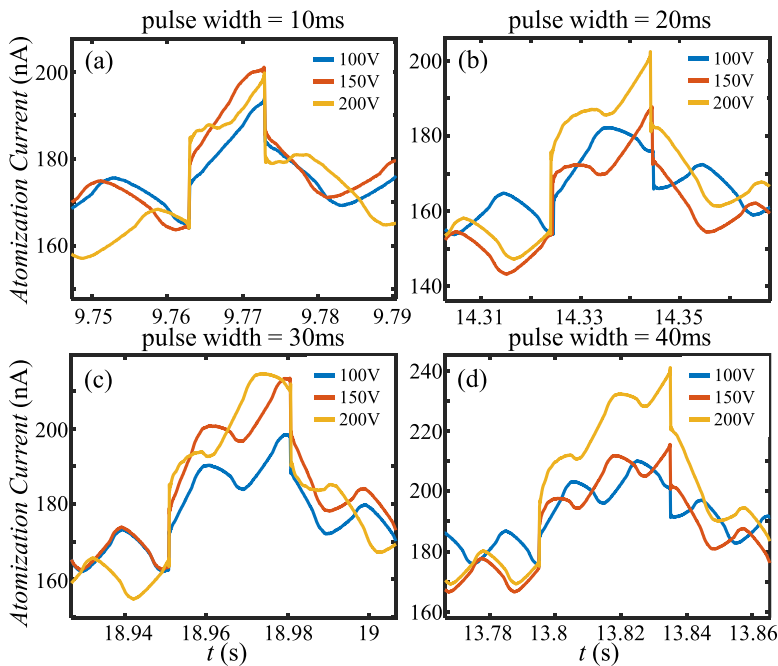 pulse width = 10ms
pulse width = 20ms
Atomization Current (nA)
(a)
100V
150V
200V
200
180
160
9.75
9.76
9.77
9.78
9.79
(b)
100V
150V
200V
200
180
160
140
14.31
14.33
14.35
pulse width = 30ms
pulse width = 40ms
Atomization Current (nA)
(c)
100V
150V
200V
200
180
160
18.94
18.96
18.98
19
t (s)
(d)
100V
150V
200V
240
220
200
180
160
13.78
13.8
13.82
13.84
13.86
t (s)